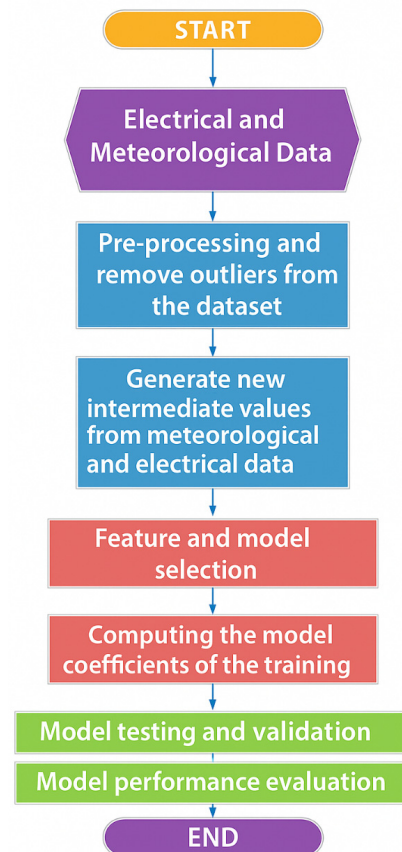 START
Electrical and
Meteorological Data
Pre-processing and
remove outliers from
the dataset
Generate new
intermediate values
from meteorological
and electrical data
Feature and model
selection
Computing the model
coefficients of the training
Model testing and validation
Model performance evaluation
END